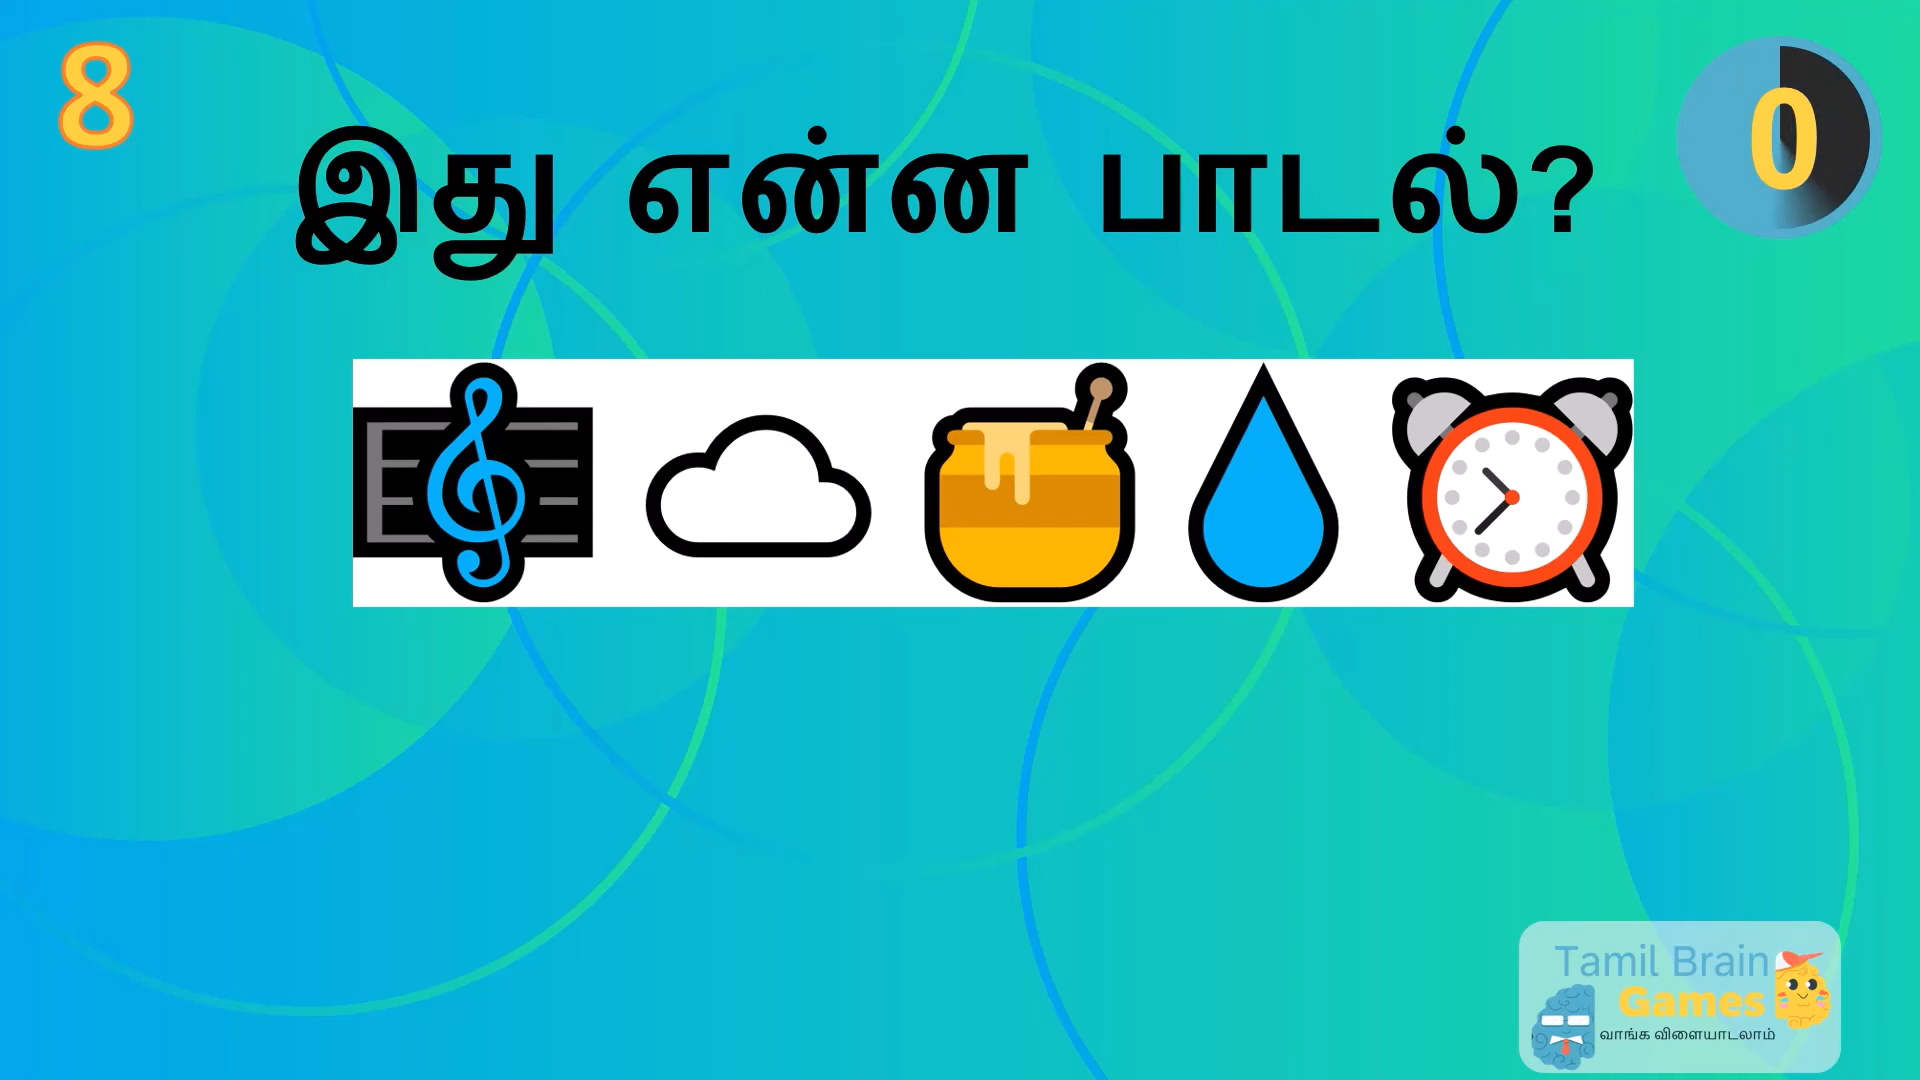 8
0
இது என்ன பாடல்?
Tamil Brain
Games
வாங்க விளையாடலாம்